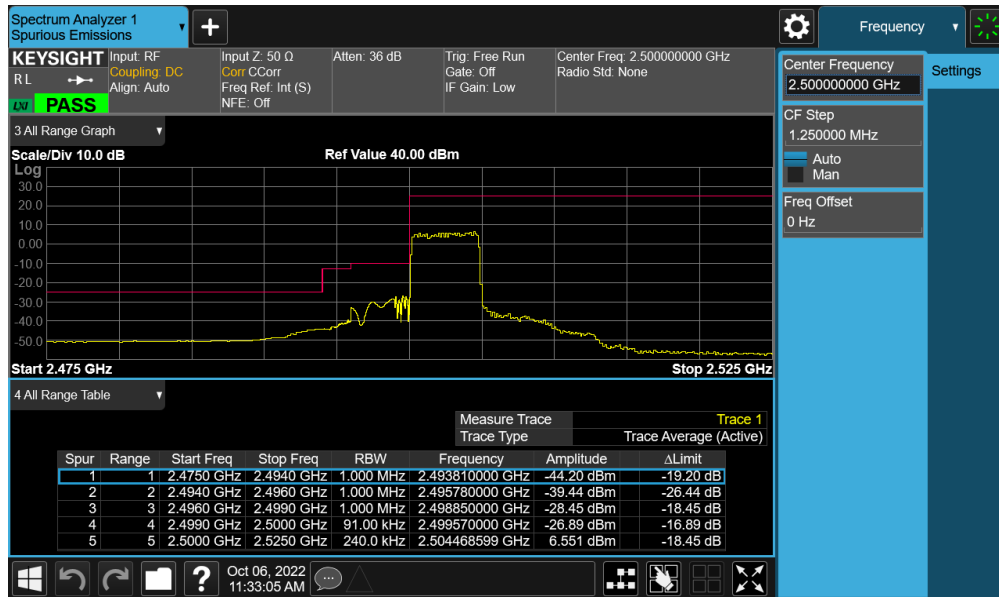 Spectrum Analyzer 1
Spurious Emissions
Frequency
KEYSIGHT
R L
LXI
PASS
Input: RF
Coupling: DC
Align: Auto
Input Z: 50 Ω
Corr CCorr
Freq Ref: Int (S)
NFE: Off
Atten: 36 dB
Trig: Free Run
Gate: Off
IF Gain: Low
Center Freq: 2.500000000 GHz
Radio Std: None
Center Frequency
2.500000000 GHz
Settings
CF Step
1.250000 MHz
Auto
Man
Freq Offset
0 Hz
3 All Range Graph
Scale/Div 10.0 dB
Ref Value 40.00 dBm
Log
30.0
20.0
10.0
0.00
-10.0
-20.0
-30.0
-40.0
-50.0
Start 2.475 GHz
Stop 2.525 GHz
4 All Range Table
Measure Trace Trace 1
Trace Type Trace Average (Active)
Spur Range Start Freq Stop Freq RBW Frequency Amplitude ΔLimit
1 1 2.4750 GHz 2.4940 GHz 1.000 MHz 2.493810000 GHz -44.20 dBm -19.20 dB
2 2 2.4940 GHz 2.4960 GHz 1.000 MHz 2.495780000 GHz -39.44 dBm -26.44 dB
3 3 2.4960 GHz 2.4990 GHz 1.000 MHz 2.498850000 GHz -28.45 dBm -18.45 dB
4 4 2.4990 GHz 2.5000 GHz 91.00 kHz 2.499570000 GHz -26.89 dBm -16.89 dB
5 5 2.5000 GHz 2.5250 GHz 240.0 kHz 2.504468599 GHz 6.551 dBm -18.45 dB
?
Oct 06, 2022
11:33:05 AM